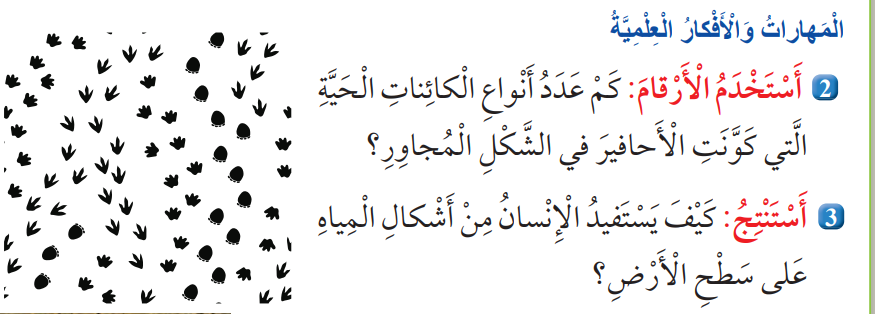 الْمَهاراتُ وَالْأَفْكارُ الْعِلْمِيَّةُ
2 أَسْتَخْدَمُ الْأَرْقامَ: كَمْ عَدَدُ أَنْواعِ الْكائِناتِ الْحَيَّةِ
الَّتي كَوَّنَتِ الْأَحافيرَ في الشَّكْلِ الْمُجاوِرِ؟
3 أَسْتَنْتِجُ: كَيْفَ يَسْتَفيدُ الْإِنْسانُ مِنْ أَشْكالِ الْمِياهِ
عَلى سَطْحِ الْأَرْضِ؟